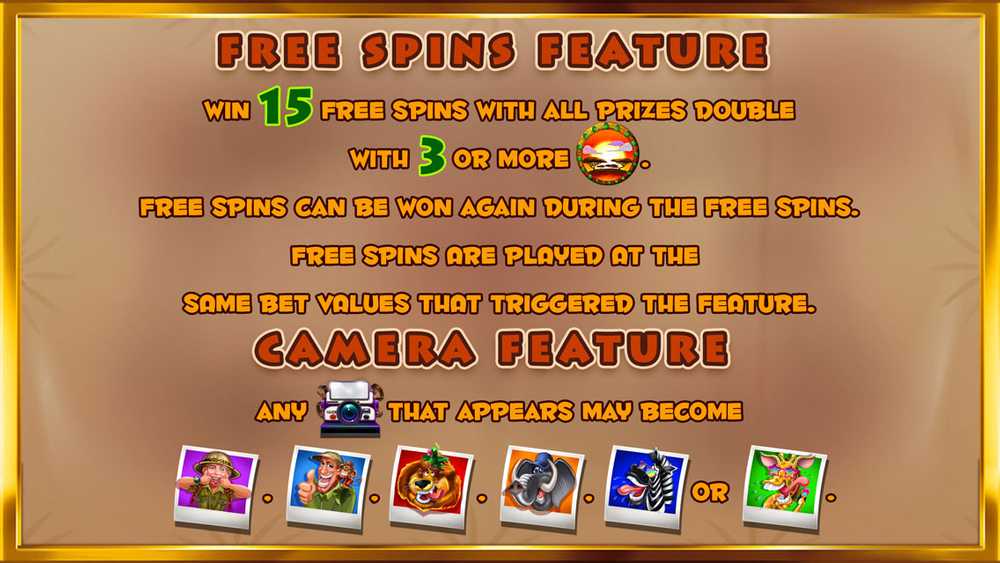 FREE SPINS FEATURE
WIN 15 FREE SPINS WITH ALL PRIZES DOUBLE
WITH 3 OR MORE .
FREE SPINS CAN BE WON AGAIN DURING THE FREE SPINS.
FREE SPINS ARE PLAYED AT THE
SAME BET VALUES THAT TRIGGERED THE FEATURE.
CAMERA FEATURE
ANY THAT APPEARS MAY BECOME
. . . . OR .